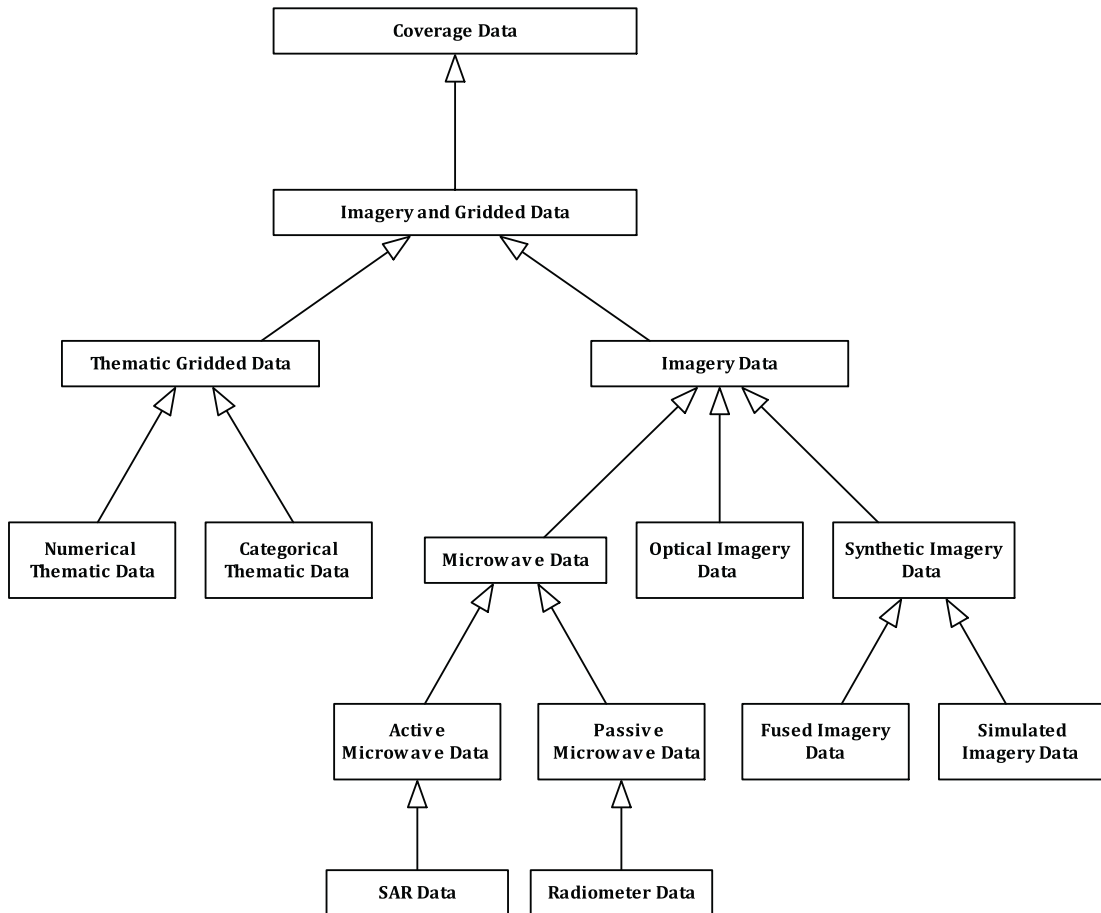 Coverage Data
Imagery and Gridded Data
Thematic Gridded Data
Imagery Data
Numerical
Thematic Data
Categorical
Thematic Data
Microwave Data
Optical Imagery
Data
Synthetic Imagery
Data
Active
Microwave Data
Passive
Microwave Data
Fused Imagery
Data
Simulated
Imagery Data
SAR Data
Radiometer Data